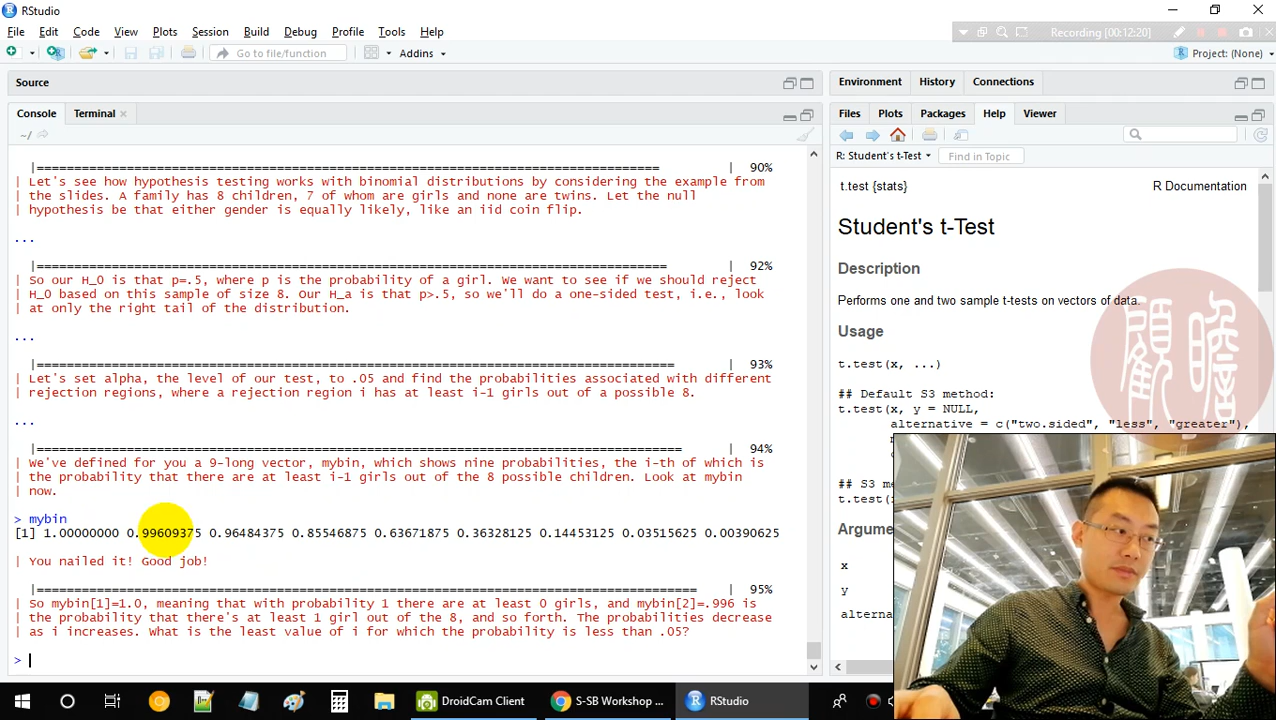 RStudio
File Edit Code View Plots Session Build Debug Profile Tools Help
Recording [00:12:20]
Go to file/function
Addins
Project: (None)
Source
Console Terminal
~/
|==========================================================================       |  90%
| Let's see how hypothesis testing works with binomial distributions by considering the example from
| the slides. A family has 8 children, 7 of whom are girls and none are twins. Let the null
| hypothesis be that either gender is equally likely, like an iid coin flip.
...
|===========================================================================      |  92%
| So our H_0 is that p=.5, where p is the probability of a girl. We want to see if we should reject
| H_0 based on this sample of size 8. Our H_a is that p>.5, so we'll do a one-sided test, i.e., look
| at only the right tail of the distribution.
...
|============================================================================     |  93%
| Let's set alpha, the level of our test, to .05 and find the probabilities associated with different
| rejection regions, where a rejection region i has at least i-1 girls out of a possible 8.
...
|=============================================================================    |  94%
| We've defined for you a 9-long vector, mybin, which shows nine probabilities, the i-th of which is
| the probability that there are at least i-1 girls out of the 8 possible children. Look at mybin
| now.
> mybin
[1] 1.00000000 0.99609375 0.96484375 0.85546875 0.63671875 0.36328125 0.14453125 0.03515625 0.00390625
| You nailed it! Good job!
|==============================================================================   |  95%
| So mybin[1]=1.0, meaning that with probability 1 there are at least 0 girls, and mybin[2]=.996 is
| the probability that there's at least 1 girl out of the 8, and so forth. The probabilities decrease
| as i increases. What is the least value of i for which the probability is less than .05?
>
Environment History Connections
Files Plots Packages Help Viewer
R: Student's t-Test Find in Topic
t.test {stats} R Documentation
Student's t-Test
Description
Performs one and two sample t-tests on vectors of data.
Usage
t.test(x, ...)
## Default S3 method:
t.test(x, y = NULL,
alternative = c("two.sided", "less", "greater"),
## S3 m
t.test(
Argume
x
y
alterna
DroidCam Client
S-SB Workshop ...
RStudio